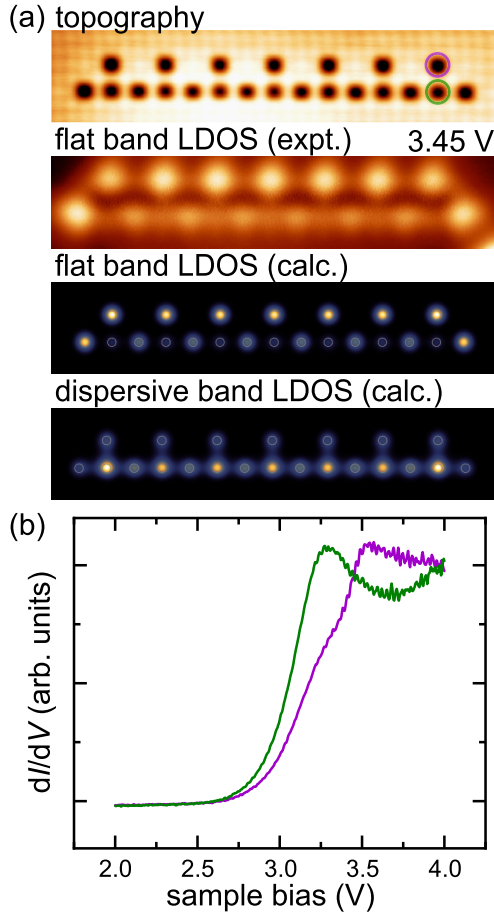 (a) topography
flat band LDOS (expt.) 3.45 V
flat band LDOS (calc.)
dispersive band LDOS (calc.)
(b)
dI/dV (arb. units)
2.0 2.5 3.0 3.5 4.0
sample bias (V)